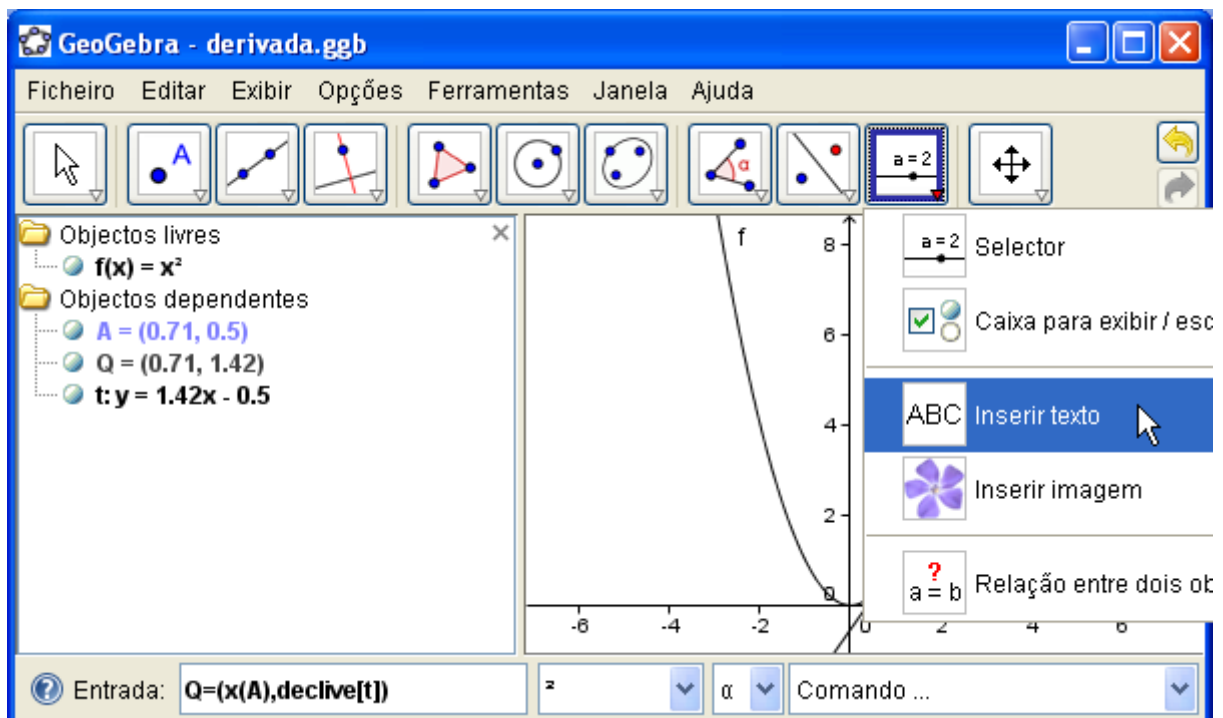 GeoGebra - derivada.ggb
Ficheiro Editar Exibir Opções Ferramentas Janela Ajuda
A
α
a = 2
Objectos livres
f(x) = x²
Objectos dependentes
A = (0.71, 0.5)
Q = (0.71, 1.42)
t: y = 1.42x - 0.5
f
8
6
4
2
0
-6 -4 -2 0 2 4 6
a = 2 Selector
Caixa para exibir / esc
ABC Inserir texto
Inserir imagem
?
a = b Relação entre dois ob
Entrada: Q=(x(A),declive[t]) ² α Comando ...